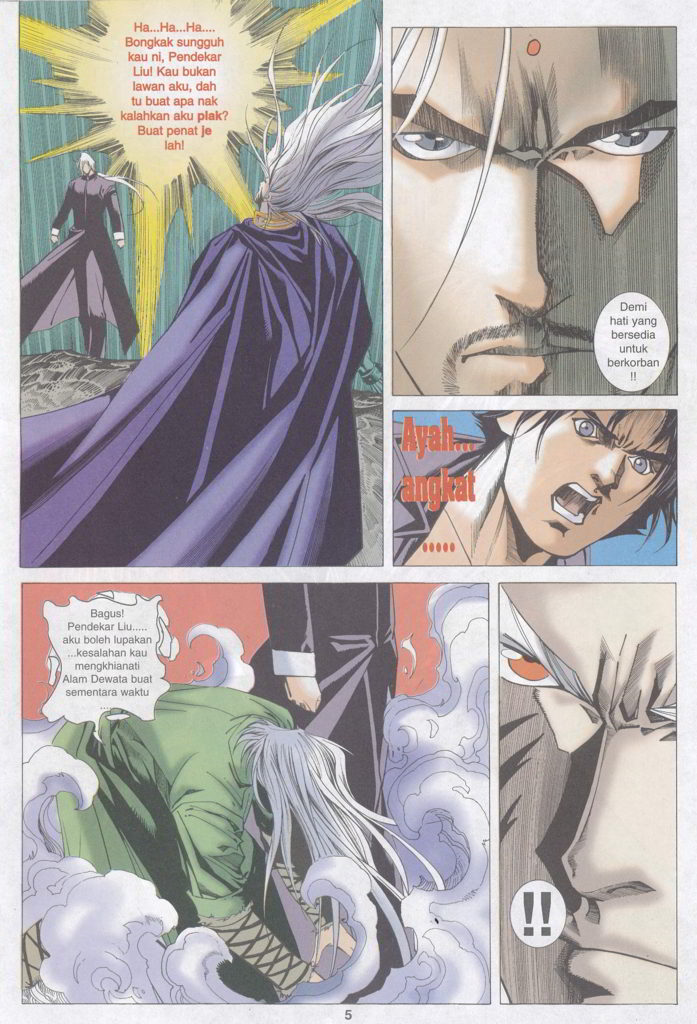 Ha...Ha...Ha....
Bongkak sungguh
kau ni, Pendekar
Liu! Kau bukan
lawan aku, dah
tu buat apa nak
kalahkan aku plak?
Buat penat je
lah!
Demi
hati yang
bersedia
untuk
berkorban
!!
Ayah...
angkat
.....
Bagus!
Pendekar Liu.....
aku boleh lupakan
...kesalahan kau
mengkhianati
Alam Dewata buat
sementara waktu
....
!!
5